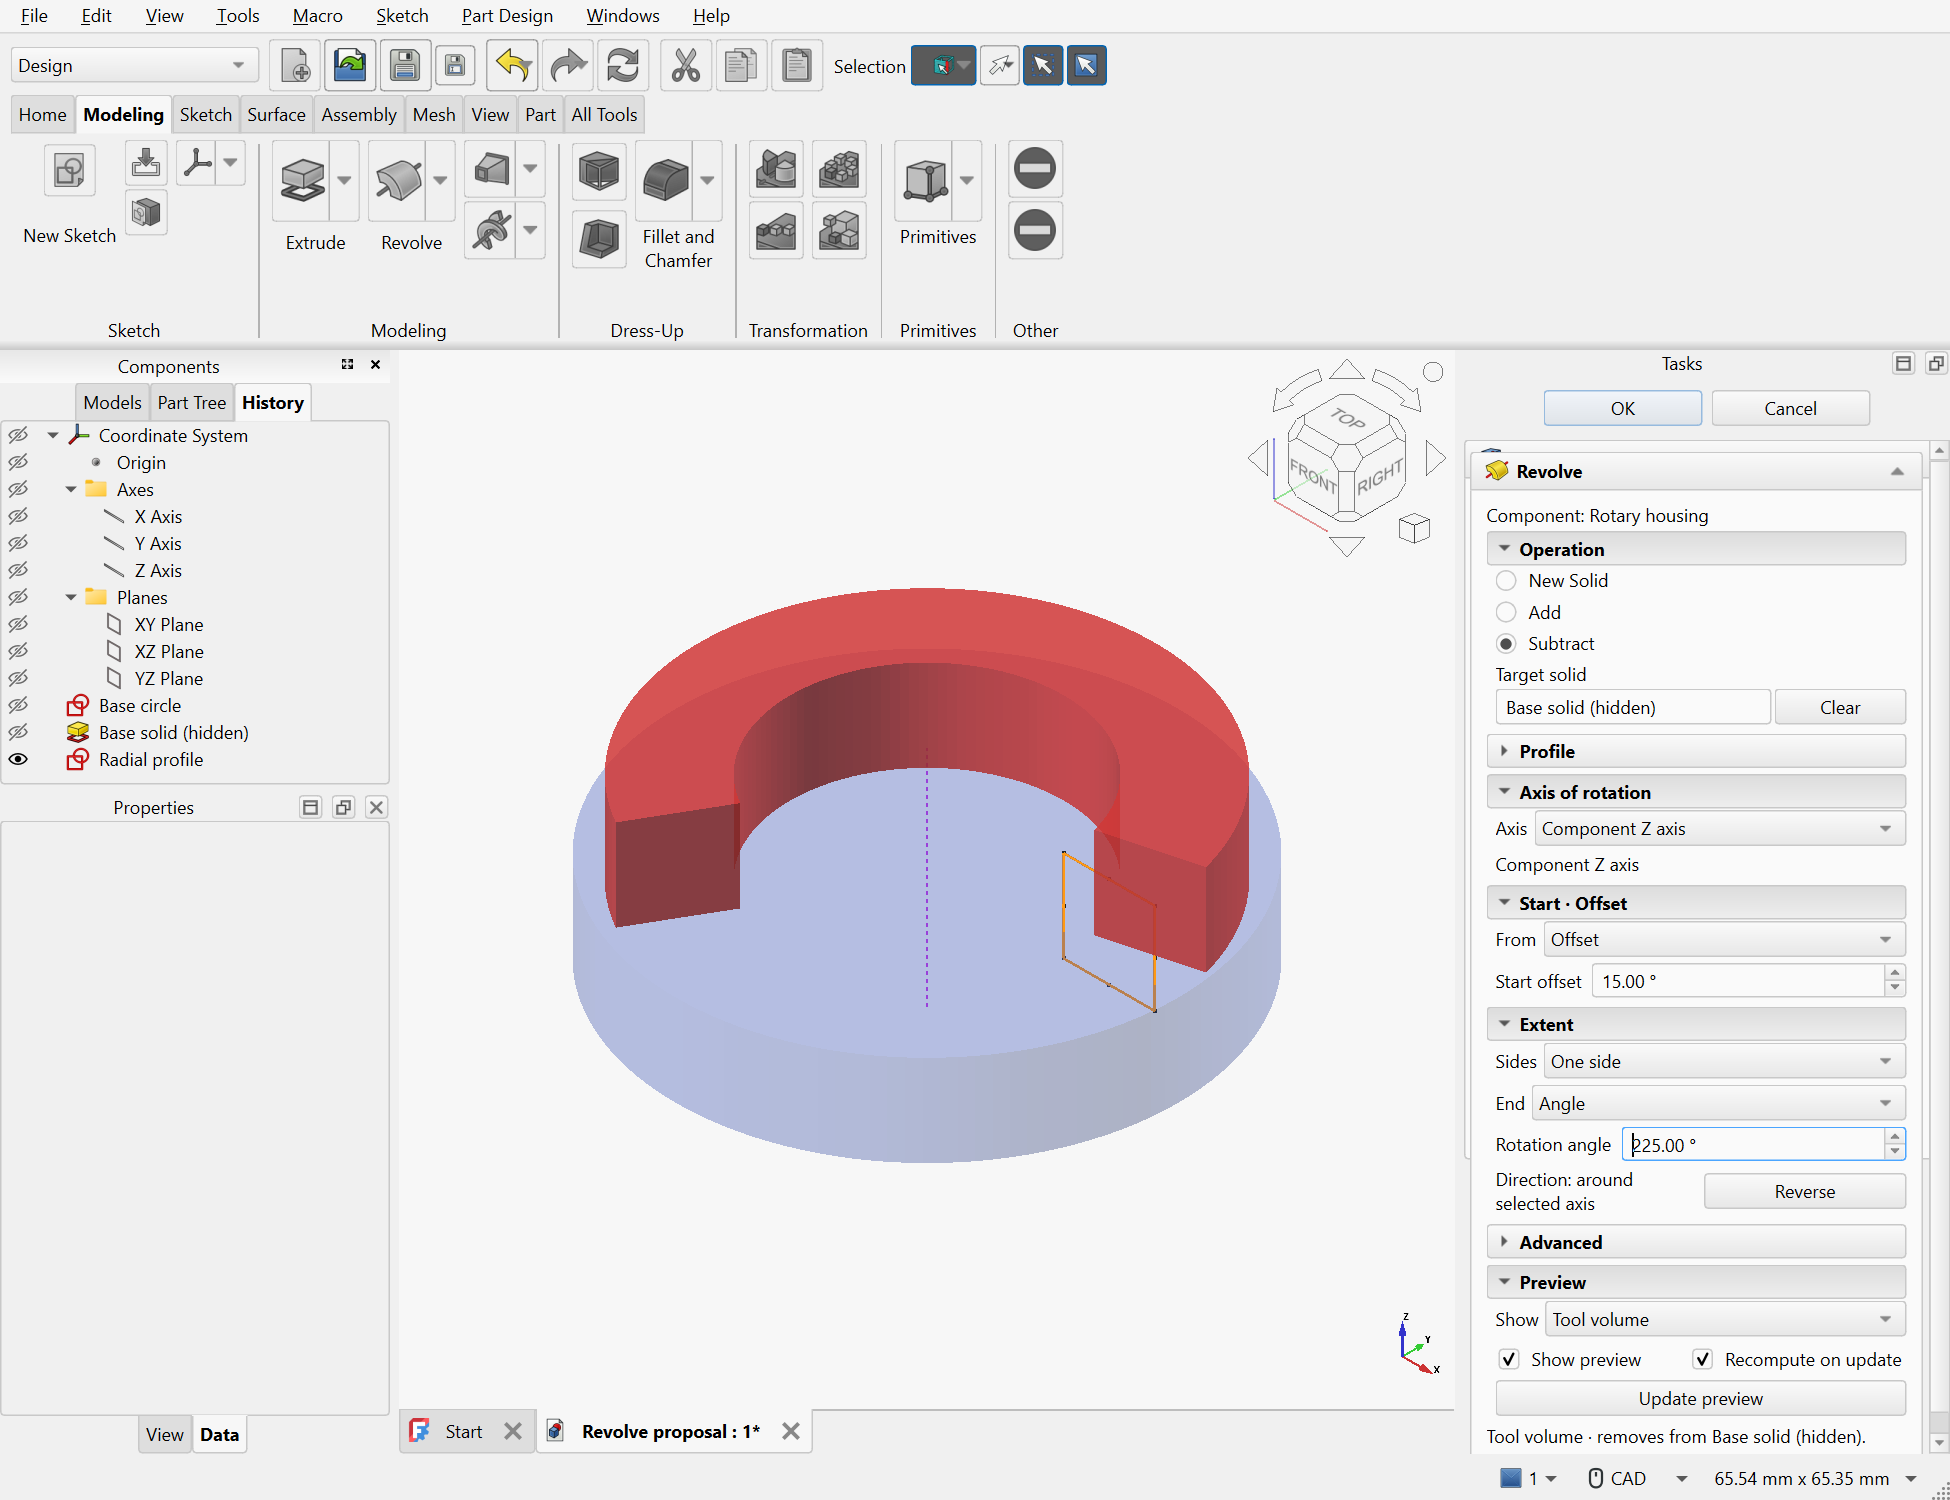 File Edit View Tools Macro Sketch Part Design Windows Help
Design Selection
Home Modeling Sketch Surface Assembly Mesh View Part All Tools
New Sketch Extrude Revolve Fillet and Chamfer Primitives
Sketch Modeling Dress-Up Transformation Primitives Other
Components
Models Part Tree History
Coordinate System
Origin
Axes
X Axis
Y Axis
Z Axis
Planes
XY Plane
XZ Plane
YZ Plane
Base circle
Base solid (hidden)
Radial profile
Properties
View Data
TOP
FRONT RIGHT
Z
Y
X
Start Revolve proposal : 1*
Tasks
OK Cancel
Revolve
Component: Rotary housing
Operation
New Solid
Add
Subtract
Target solid
Base solid (hidden) Clear
Profile
Axis of rotation
Axis Component Z axis
Component Z axis
Start · Offset
From Offset
Start offset 15.00 °
Extent
Sides One side
End Angle
Rotation angle 225.00 °
Direction: around
selected axis Reverse
Advanced
Preview
Show Tool volume
Show preview Recompute on update
Update preview
Tool volume · removes from Base solid (hidden).
1 CAD 65.54 mm x 65.35 mm